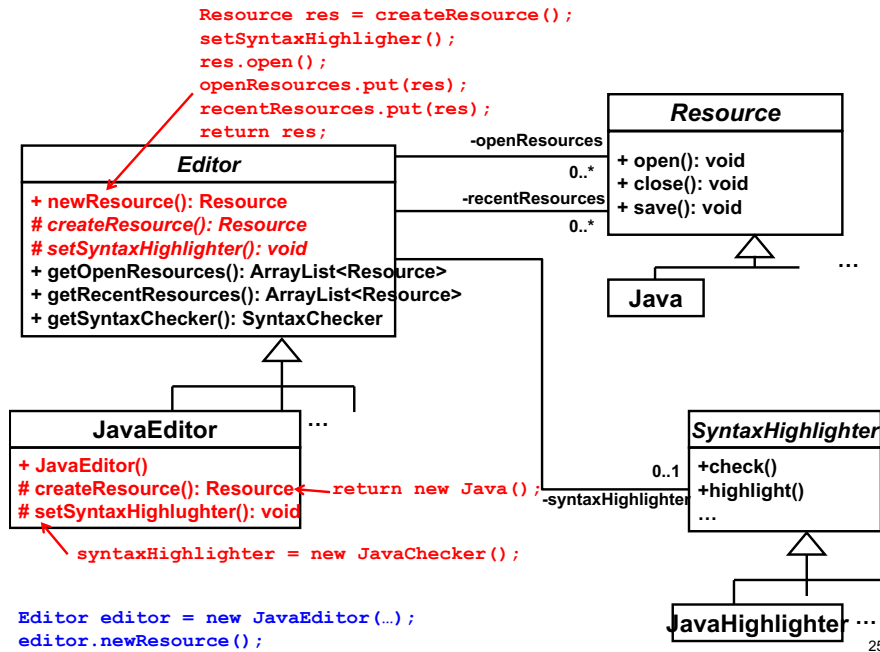 Resource res = createResource();
setSyntaxHighligher();
res.open();
openResources.put(res);
recentResources.put(res);
return res;
Editor
+ newResource(): Resource
# createResource(): Resource
# setSyntaxHighlighter(): void
+ getOpenResources(): ArrayList<Resource>
+ getRecentResources(): ArrayList<Resource>
+ getSyntaxChecker(): SyntaxChecker
-openResources
0..*
-recentResources
0..*
Resource
+ open(): void
+ close(): void
+ save(): void
...
Java
JavaEditor
...
+ JavaEditor()
# createResource(): Resource
# setSyntaxHighlughter(): void
return new Java();
syntaxHighlighter = new JavaChecker();
0..1
-syntaxHighlighter
SyntaxHighlighter
+check()
+highlight()
...
JavaHighlighter
...
Editor editor = new JavaEditor(…);
editor.newResource();
25